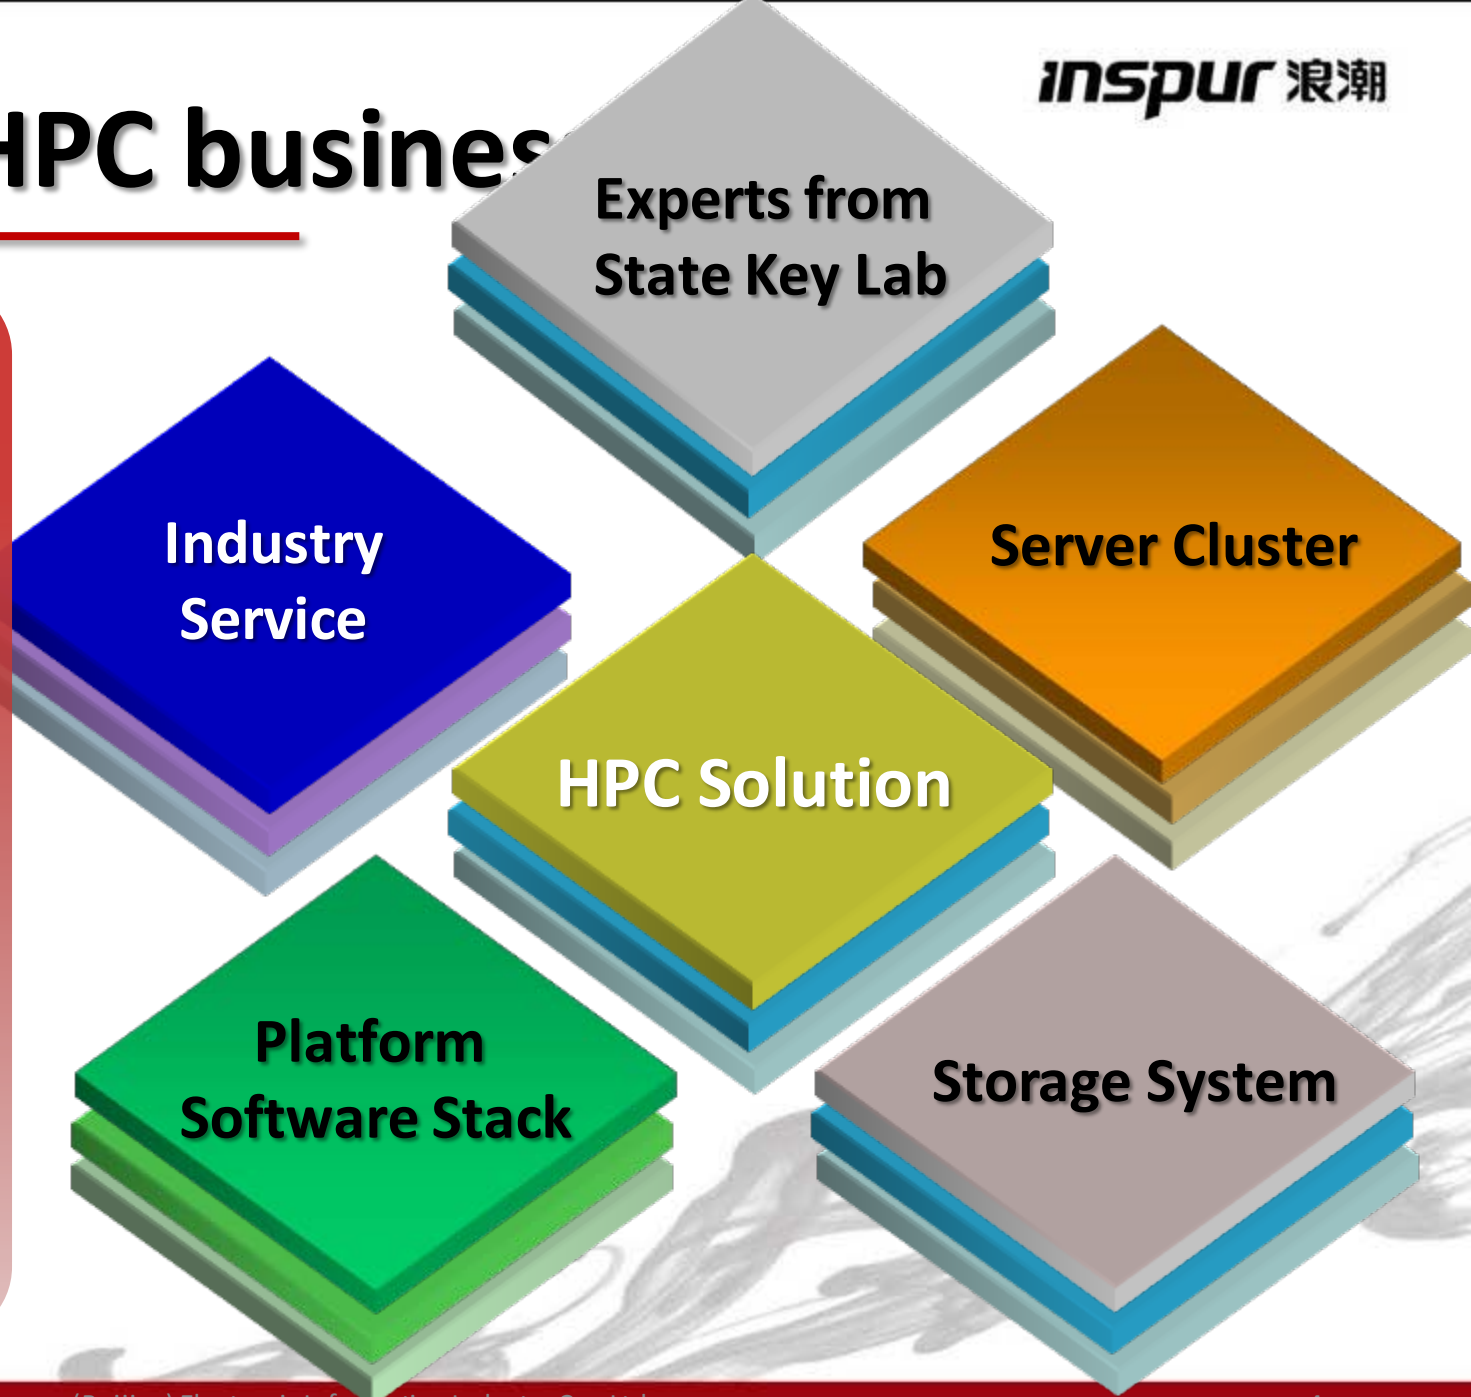 inspur 浪潮
HPC busines
Experts from
State Key Lab
Industry
Service
Server Cluster
HPC Solution
Platform
Software Stack
Storage System